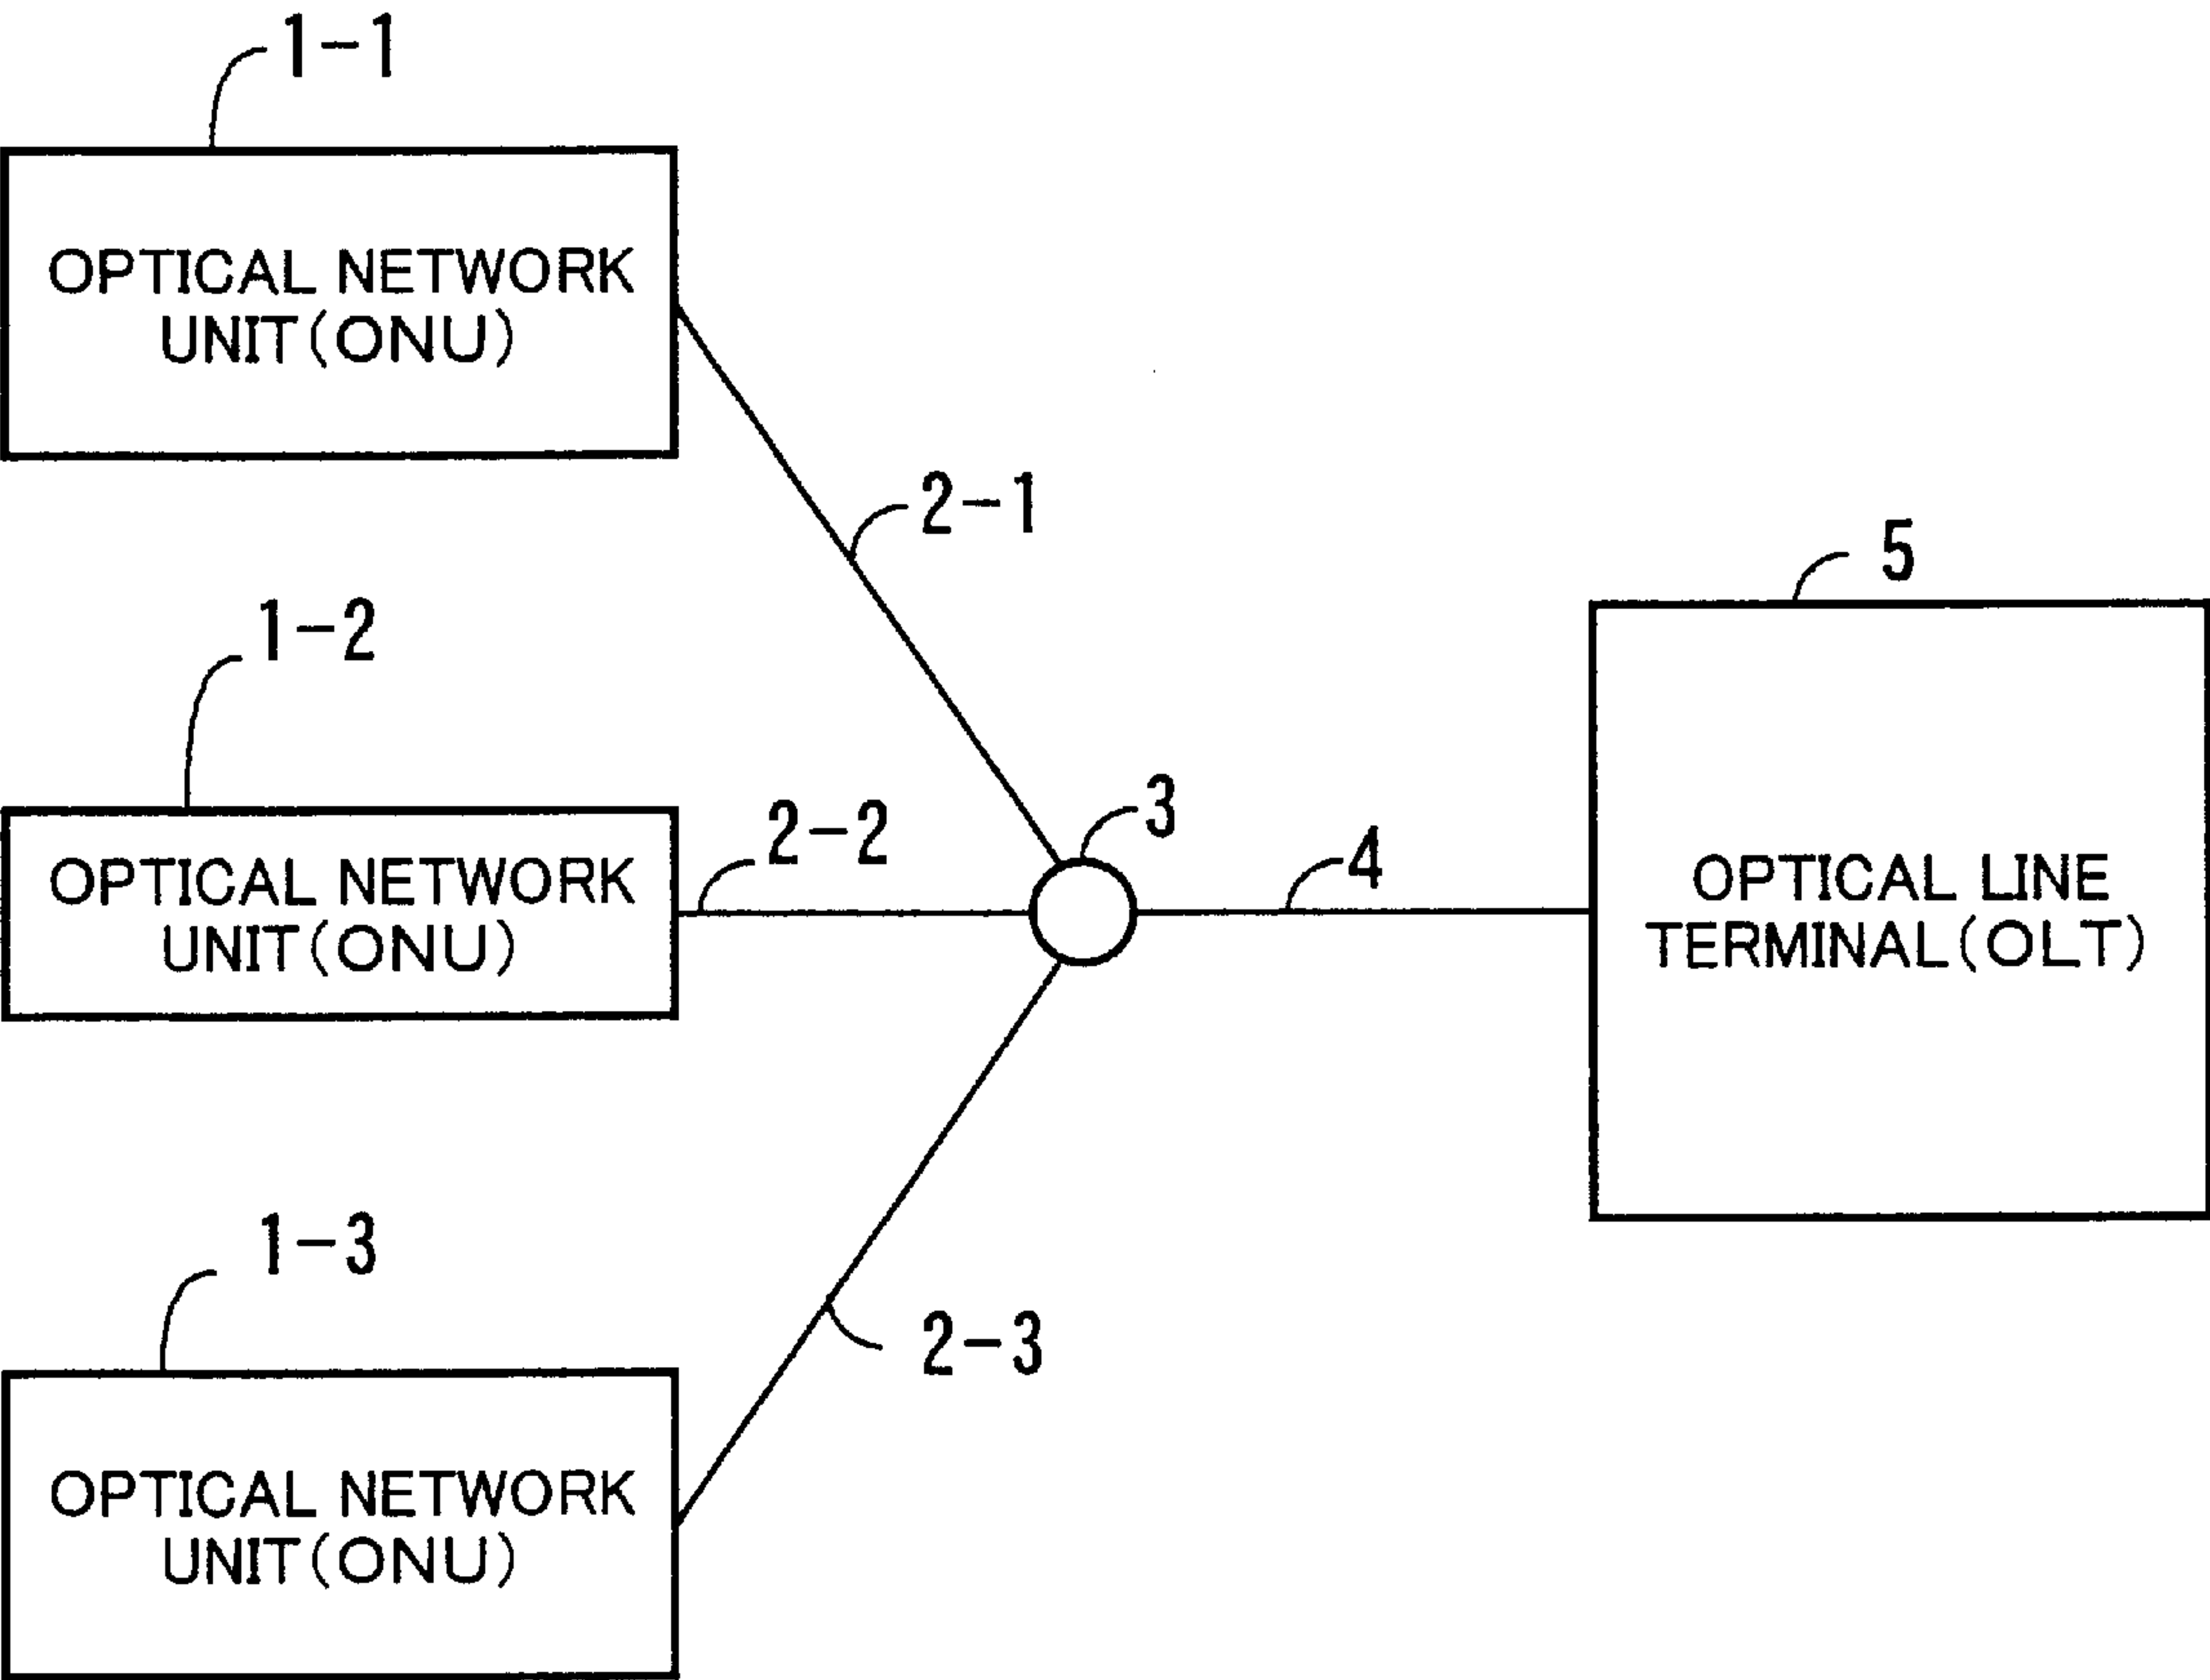 1-1
OPTICAL NETWORK
UNIT(ONU)
2-1
5
1-2
3
2-2
4
OPTICAL NETWORK
UNIT(ONU)
OPTICAL LINE
TERMINAL(OLT)
1-3
2-3
OPTICAL NETWORK
UNIT(ONU)